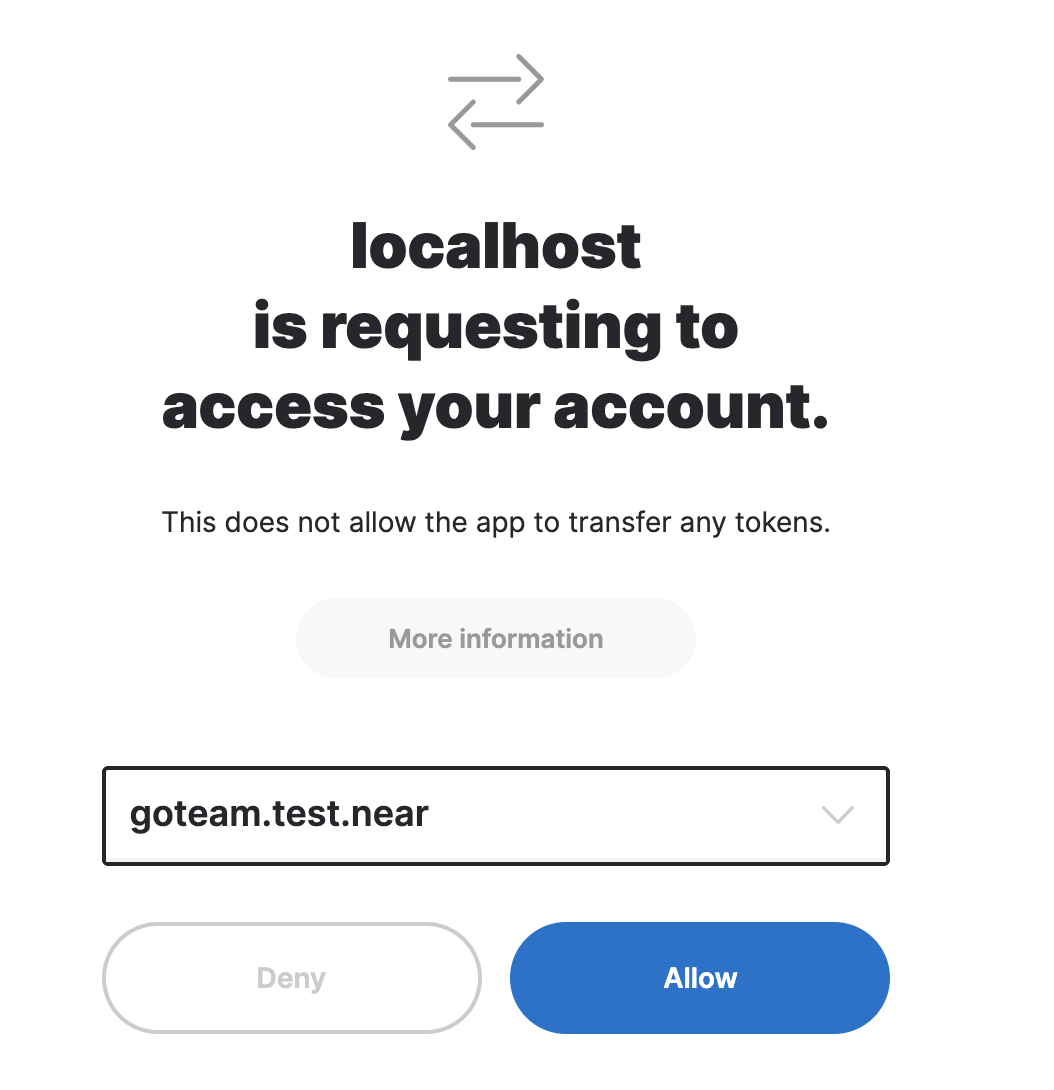 localhost
is requesting to
access your account.
This does not allow the app to transfer any tokens.
More information
goteam.test.near
Deny
Allow